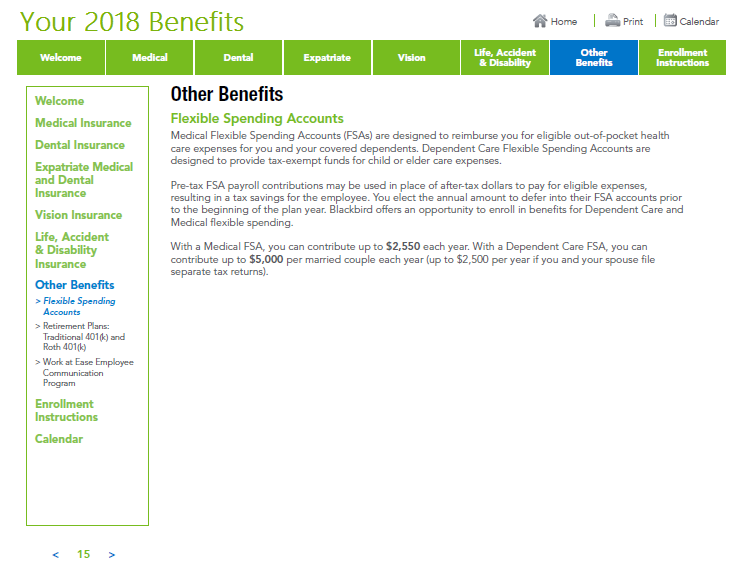 Your 2018 Benefits
Home
Print
Calendar
Welcome
Medical
Dental
Expatriate
Vision
Life, Accident
& Disability
Other
Benefits
Enrollment
Instructions
Welcome
Medical Insurance
Dental Insurance
Expatriate Medical
and Dental
Insurance
Vision Insurance
Life, Accident
& Disability
Insurance
Other Benefits
> Flexible Spending
Accounts
> Retirement Plans:
Traditional 401(k) and
Roth 401(k)
> Work at Ease Employee
Communication
Program
Enrollment
Instructions
Calendar
Other Benefits
Flexible Spending Accounts
Medical Flexible Spending Accounts (FSAs) are designed to reimburse you for eligible out-of-pocket health
care expenses for you and your covered dependents. Dependent Care Flexible Spending Accounts are
designed to provide tax-exempt funds for child or elder care expenses.
Pre-tax FSA payroll contributions may be used in place of after-tax dollars to pay for eligible expenses,
resulting in a tax savings for the employee. You elect the annual amount to defer into their FSA accounts prior
to the beginning of the plan year. Blackbird offers an opportunity to enroll in benefits for Dependent Care and
Medical flexible spending.
With a Medical FSA, you can contribute up to $2,550 each year. With a Dependent Care FSA, you can
contribute up to $5,000 per married couple each year (up to $2,500 per year if you and your spouse file
separate tax returns).
< 15 >